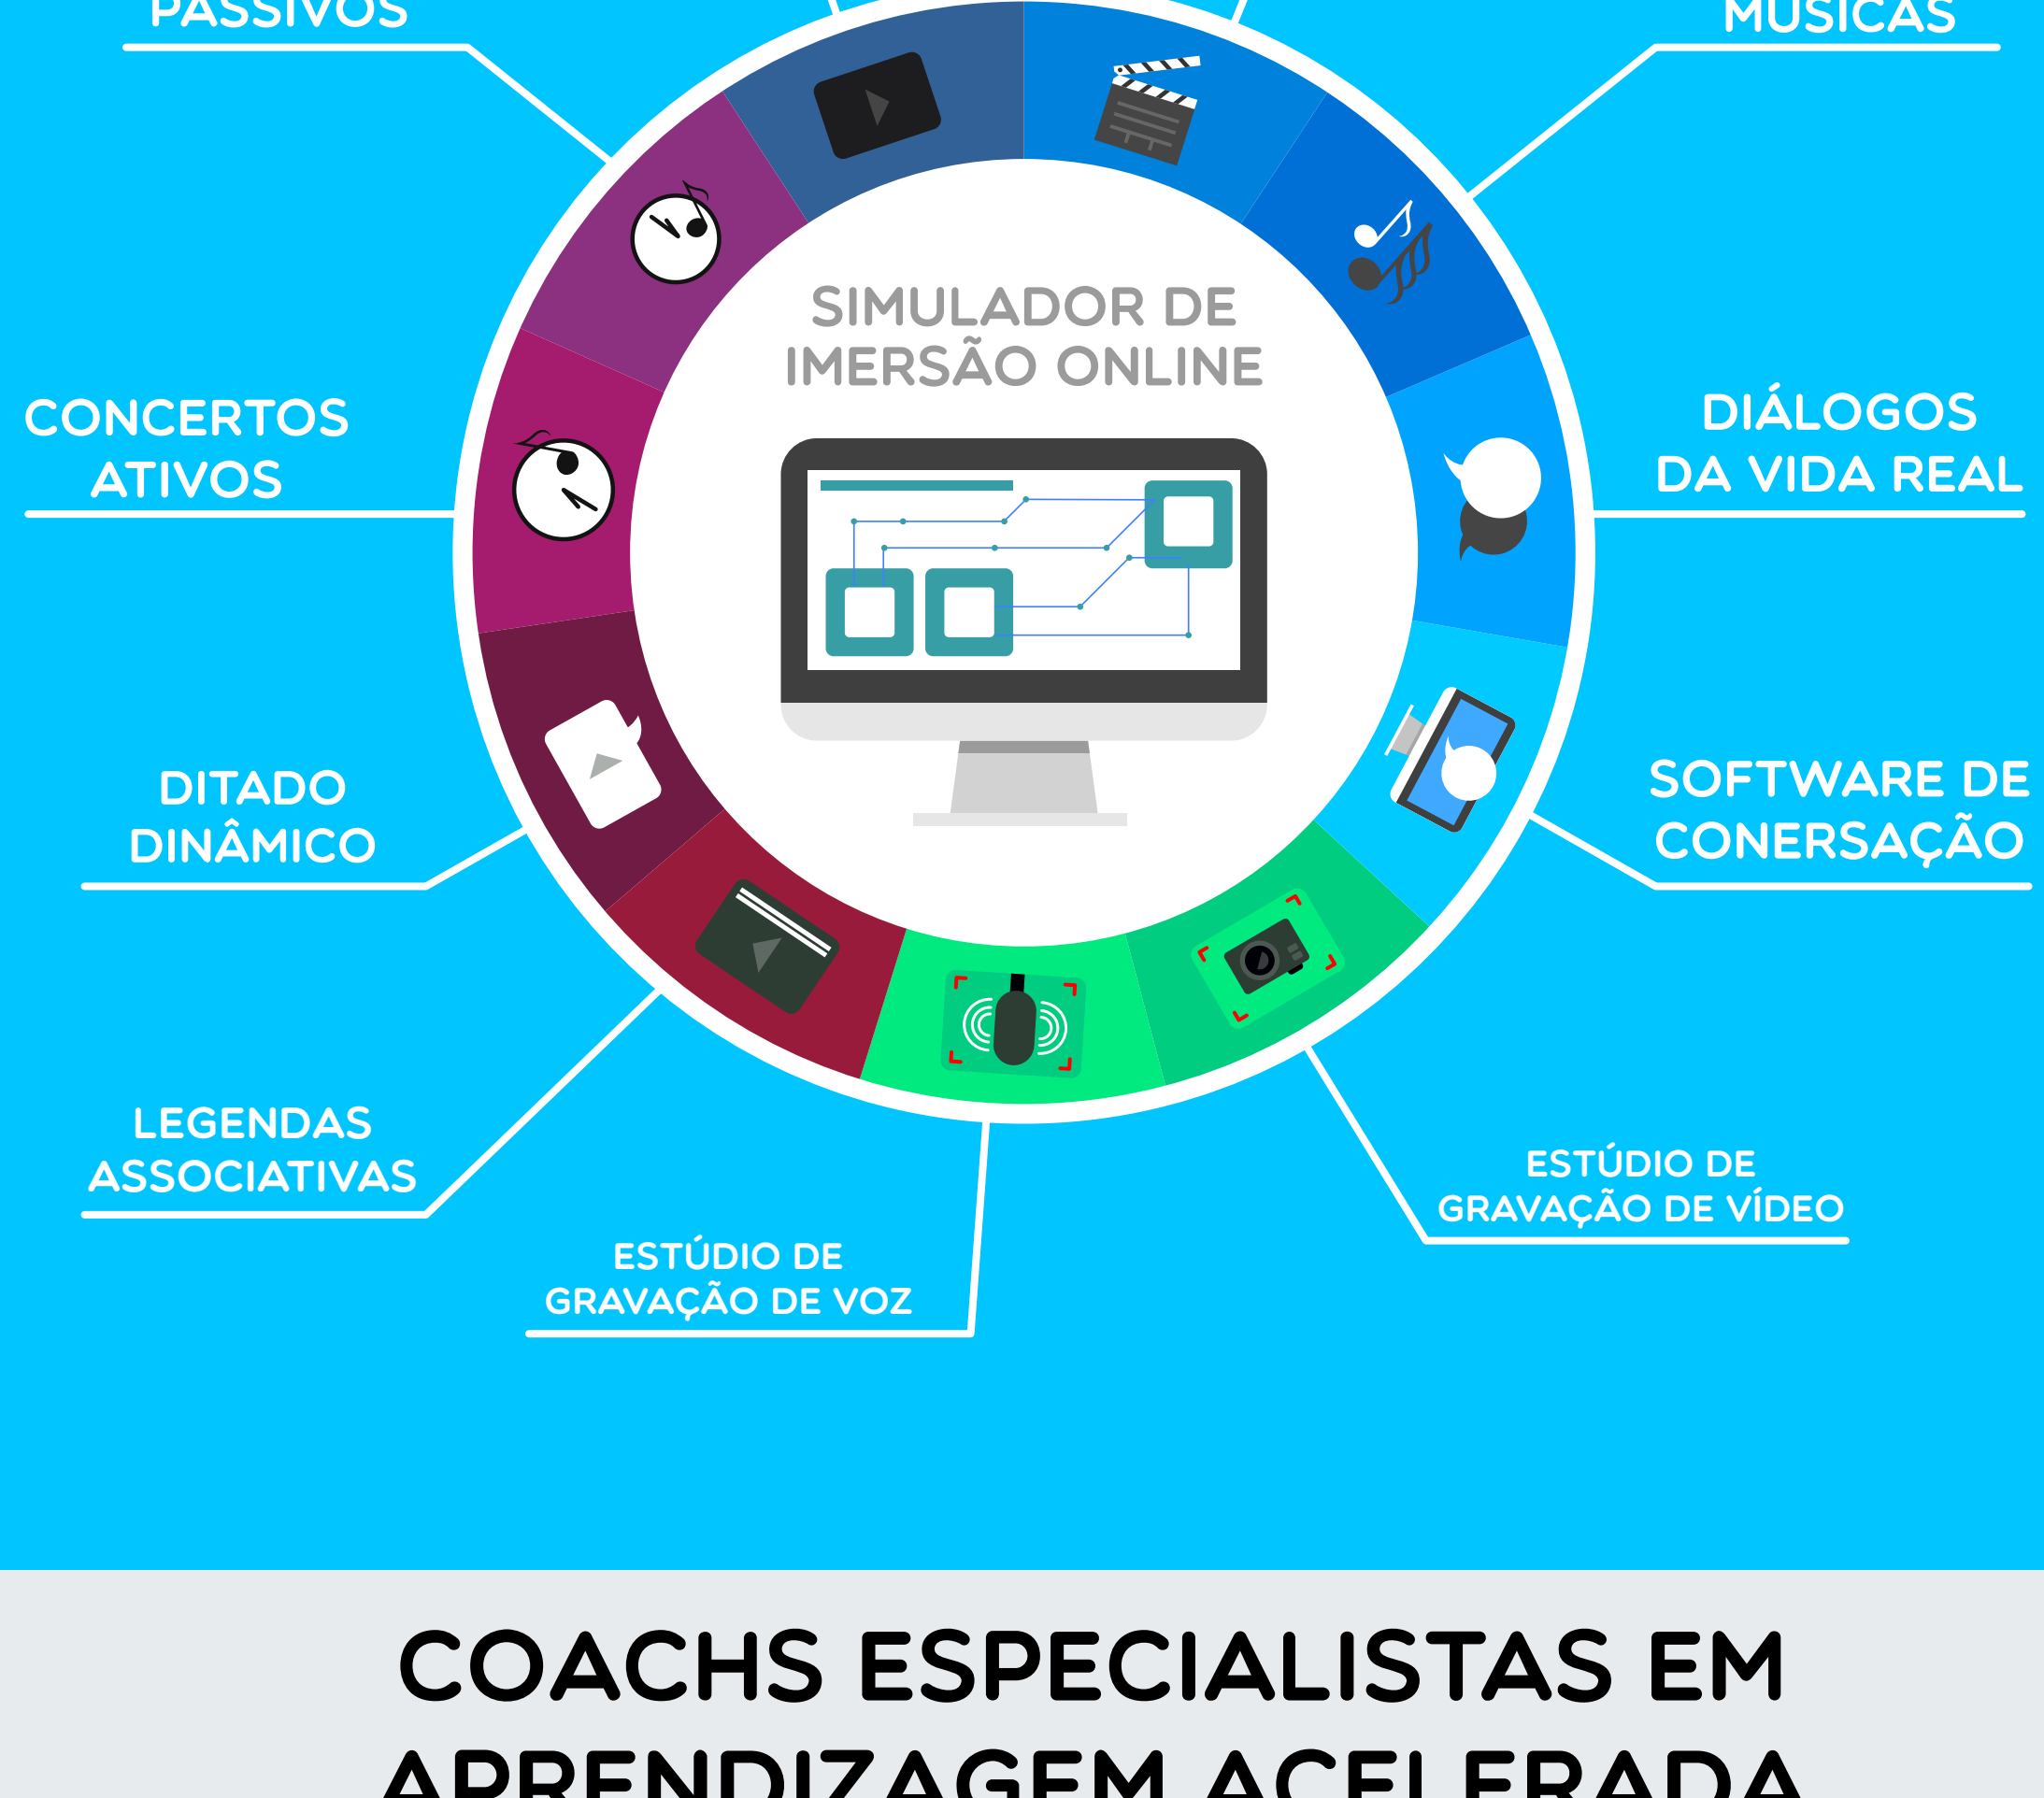 PASSIVOS
MÚSICAS
SIMULADOR DE
IMERSÃO ONLINE
CONCERTOS
ATIVOS
DIÁLOGOS
DA VIDA REAL
DITADO
DINÂMICO
SOFTWARE DE
CONERSAÇÃO
LEGENDAS
ASSOCIATIVAS
ESTÚDIO DE
GRAVAÇÃO DE VÍDEO
ESTÚDIO DE
GRAVAÇÃO DE VOZ
COACHS ESPECIALISTAS EM
APRENDIZAGEM ACELERADA